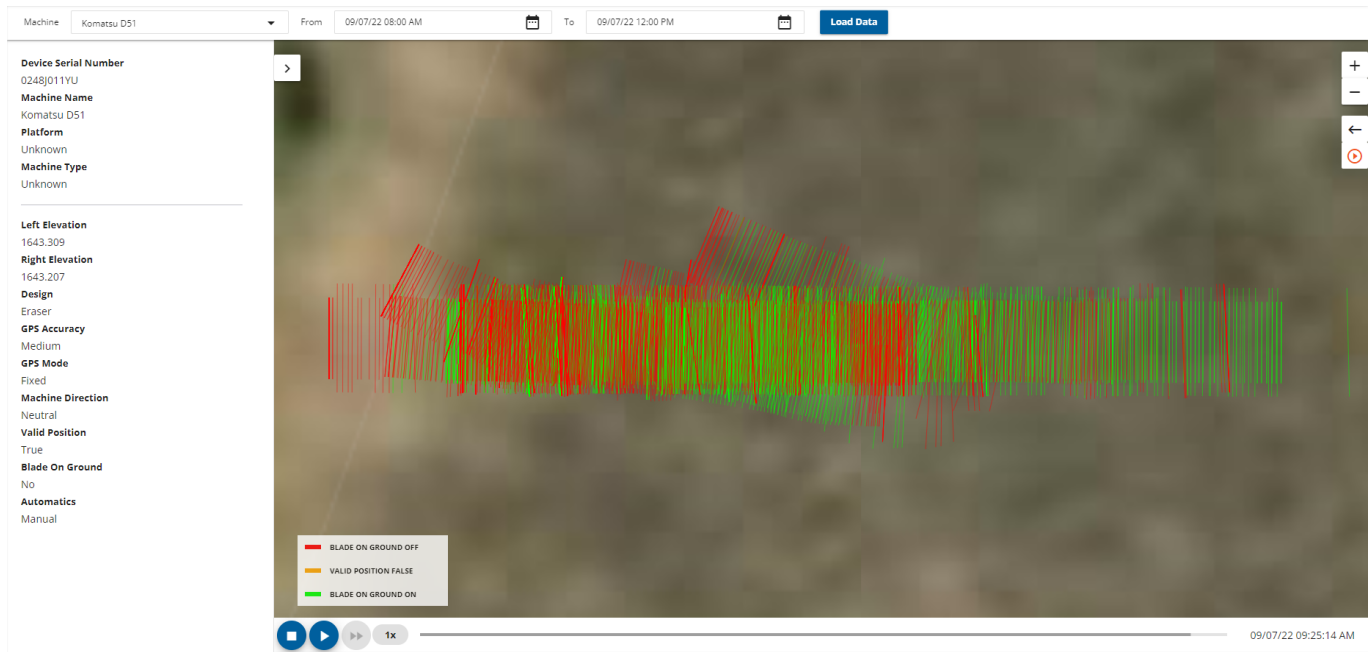 Machine Komatsu D51 From 09/07/22 08:00 AM To 09/07/22 12:00 PM Load Data
Device Serial Number
0248J011YU
Machine Name
Komatsu D51
Platform
Unknown
Machine Type
Unknown
Left Elevation
1643.309
Right Elevation
1643.207
Design
Eraser
GPS Accuracy
Medium
GPS Mode
Fixed
Machine Direction
Neutral
Valid Position
True
Blade On Ground
No
Automatics
Manual
BLADE ON GROUND OFF
VALID POSITION FALSE
BLADE ON GROUND ON
1x 09/07/22 09:25:14 AM